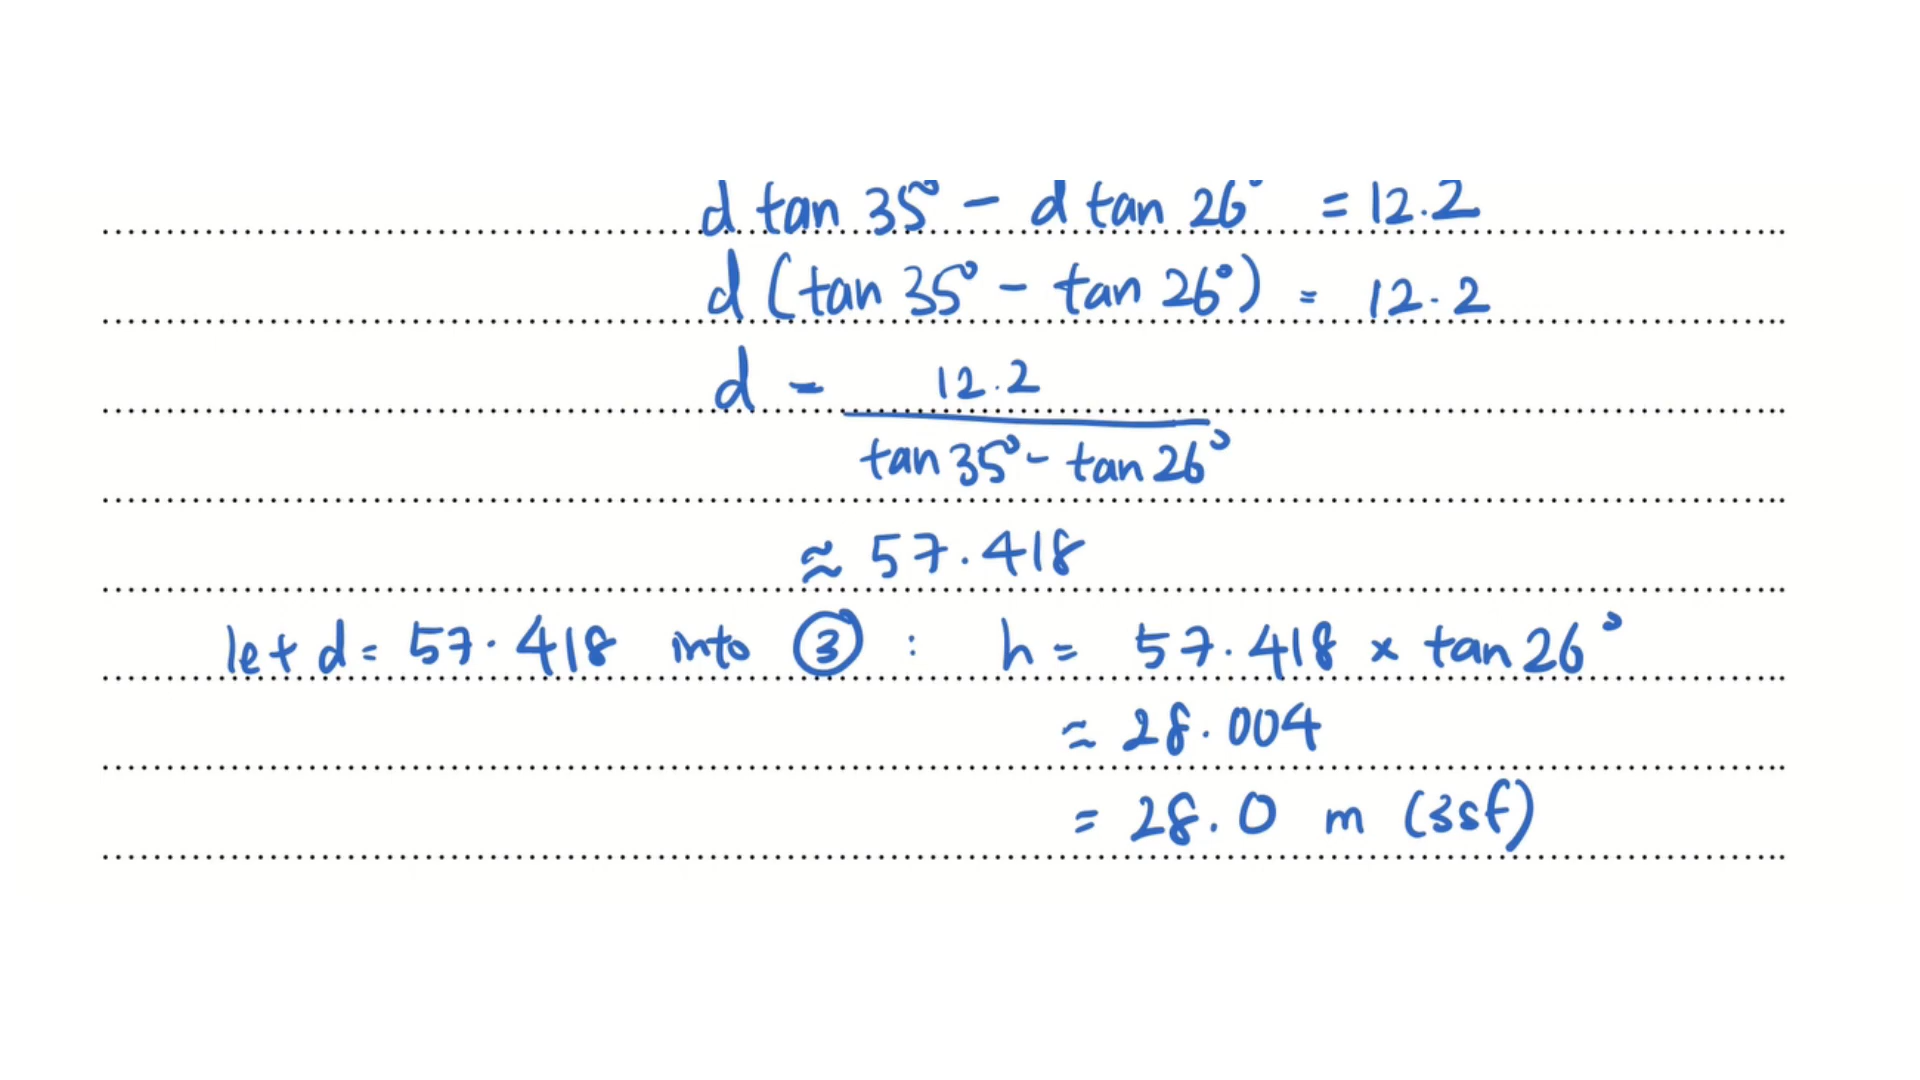 d tan 35° - d tan 26° = 12.2
d (tan 35° - tan 26°) = 12.2
d = 12.2
tan 35° - tan 26°
≈ 57.418
let d = 57.418 into ③ : h = 57.418 × tan 26°
≈ 28.004
= 28.0 m (3sf)